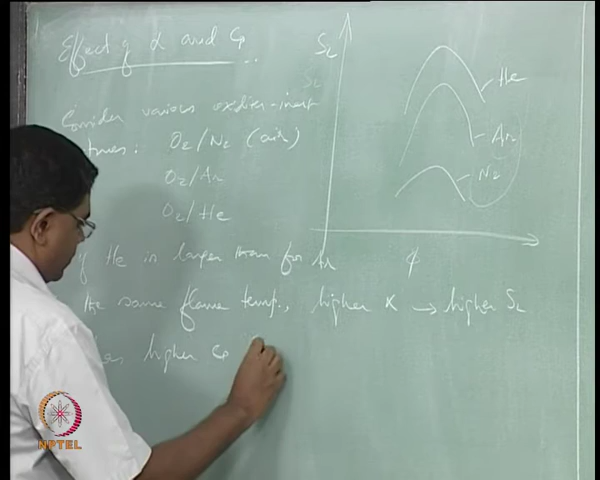 Effect of α and Cp
Consider various oxidizer-inert
O2/N2 (air)
O2/Ar
O2/He
He is larger than for Ar
the same flame temp., higher α → higher SL
higher Cp
SL
He
Ar
N2
ϕ
NPTEL